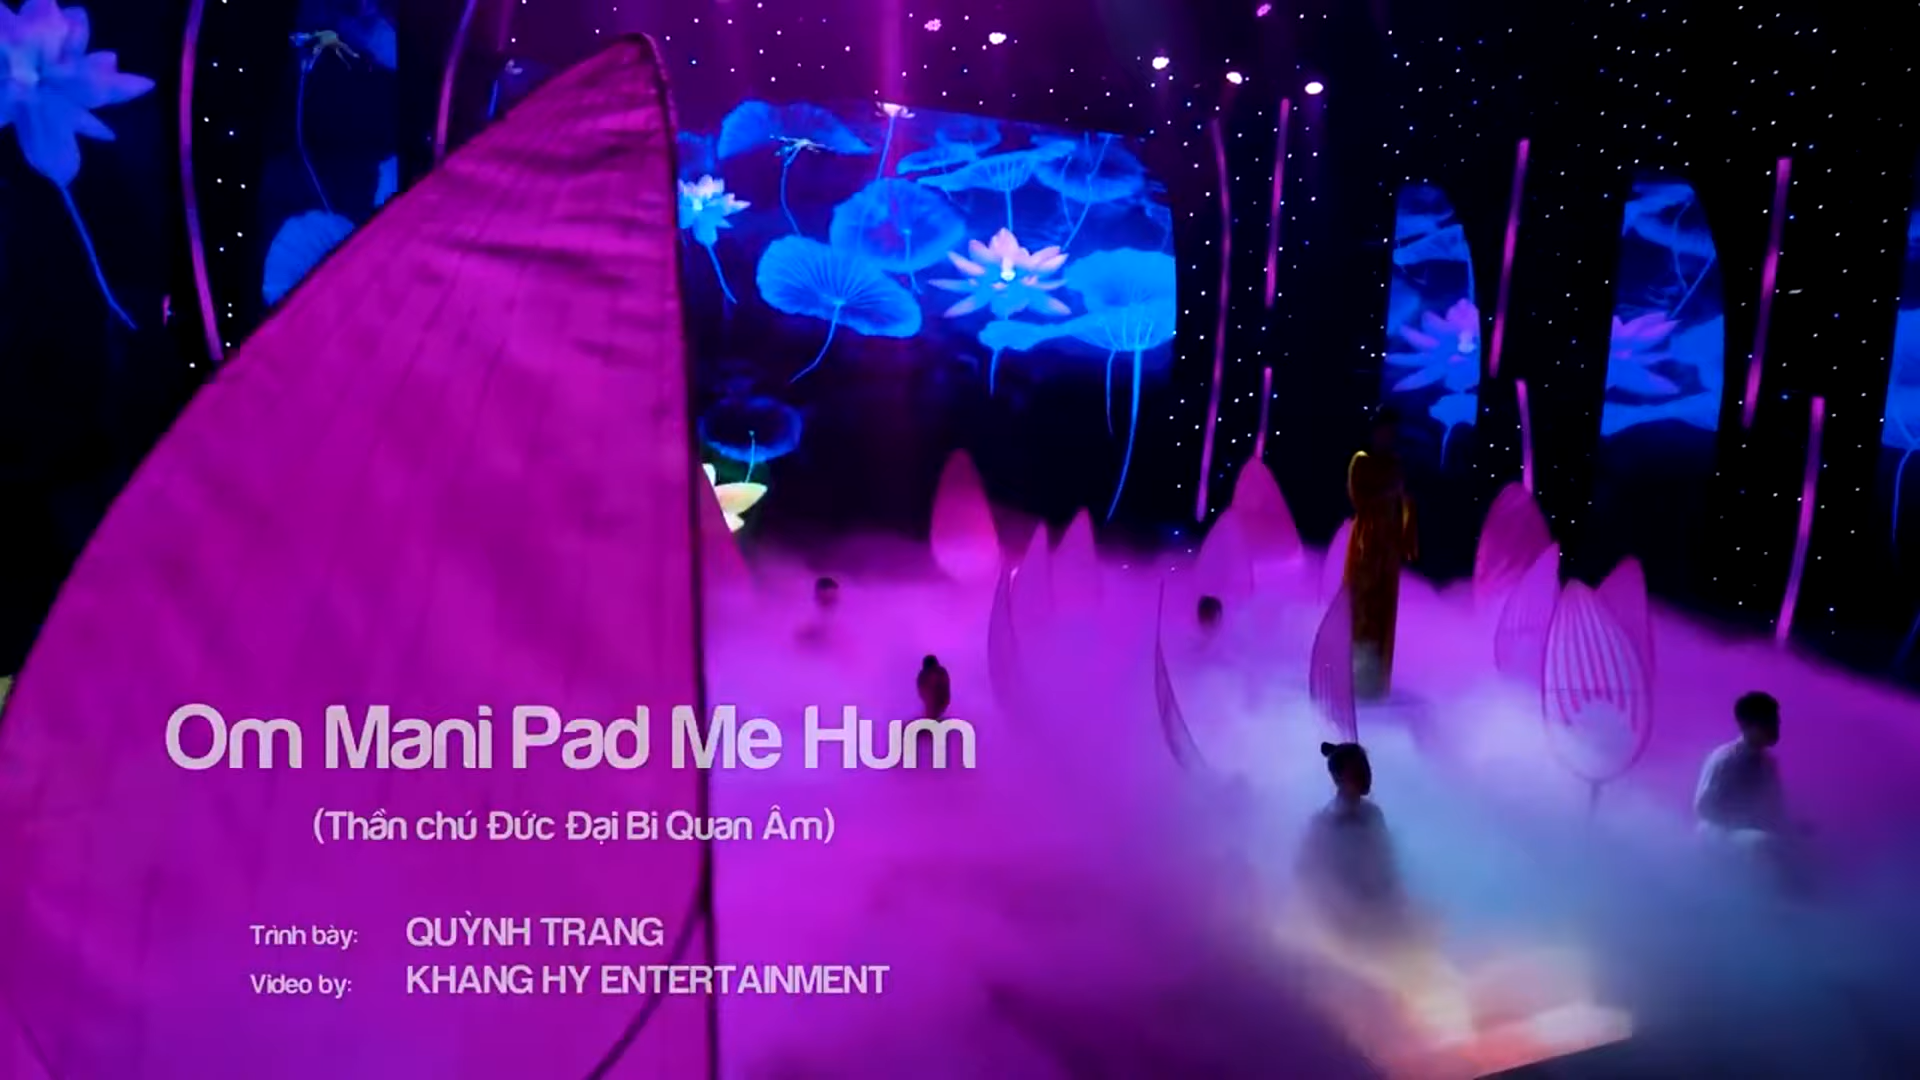 Om Mani Pad Me Hum
(Thần chú Đức Đại Bi Quan Âm)
Trình bày: QUỲNH TRANG
Video by: KHANG HY ENTERTAINMENT